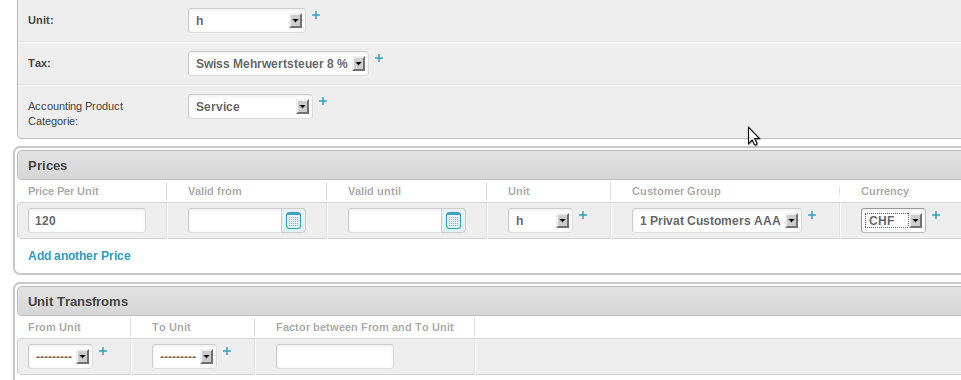 Unit:
h
+
Tax:
Swiss Mehrwertsteuer 8 %
+
Accounting Product
Categorie:
Service
+
Prices
Price Per Unit Valid from Valid until Unit Customer Group Currency
120 h + 1 Privat Customers AAA + CHF +
Add another Price
Unit Transfroms
From Unit To Unit Factor between From and To Unit
--------- + --------- +